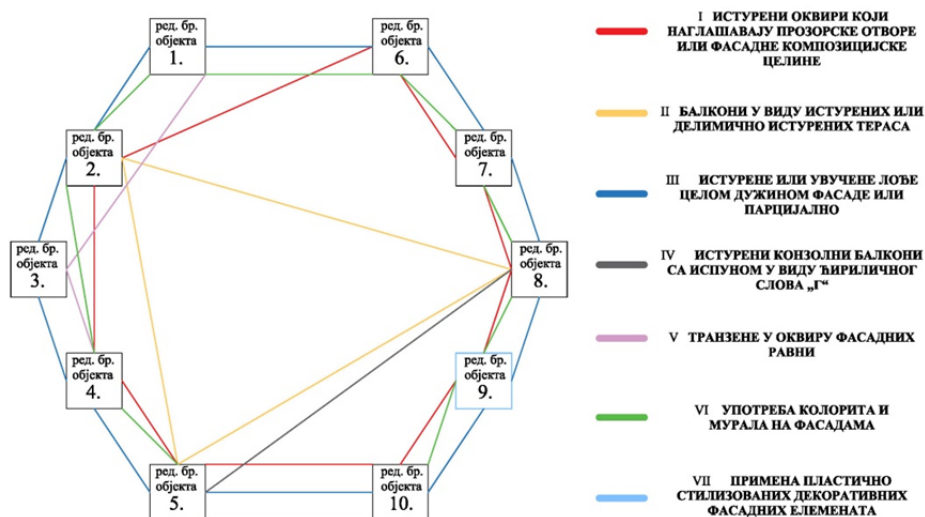 ред. бр.
објекта
1.
ред. бр.
објекта
6.
ред. бр.
објекта
2.
ред. бр.
објекта
7.
ред. бр.
објекта
3.
ред. бр.
објекта
8.
ред. бр.
објекта
4.
ред. бр.
објекта
9.
ред. бр.
објекта
5.
ред. бр.
објекта
10.
I ИСТУРЕНИ ОКВИРИ КОЈИ
НАГЛАШАВАЈУ ПРОЗОРСКЕ ОТВОРЕ
ИЛИ ФАСАДНЕ КОМПОЗИЦИЈСКЕ
ЦЕЛИНЕ
II БАЛКОНИ У ВИДУ ИСТУРЕНИХ ИЛИ
ДЕЛИМИЧНО ИСТУРЕНИХ ТЕРАСА
III ИСТУРЕНЕ ИЛИ УВУЧЕНЕ ЛОЂЕ
ЦЕЛОМ ДУЖИНОМ ФАСАДЕ ИЛИ
ПАРЦИЈАЛНО
IV ИСТУРЕНИ КОНЗОЛНИ БАЛКОНИ
СА ИСПУНОМ У ВИДУ ЋИРИЛИЧНОГ
СЛОВА „Г“
V ТРАНЗЕНЕ У ОКВИРУ ФАСАДНИХ
РАВНИ
VI УПОТРЕБА КОЛОРИТА И
МУРАЛА НА ФАСАДАМА
VII ПРИМЕНА ПЛАСТИЧНО
СТИЛИЗОВАНИХ ДЕКОРАТИВНИХ
ФАСАДНИХ ЕЛЕМЕНАТА